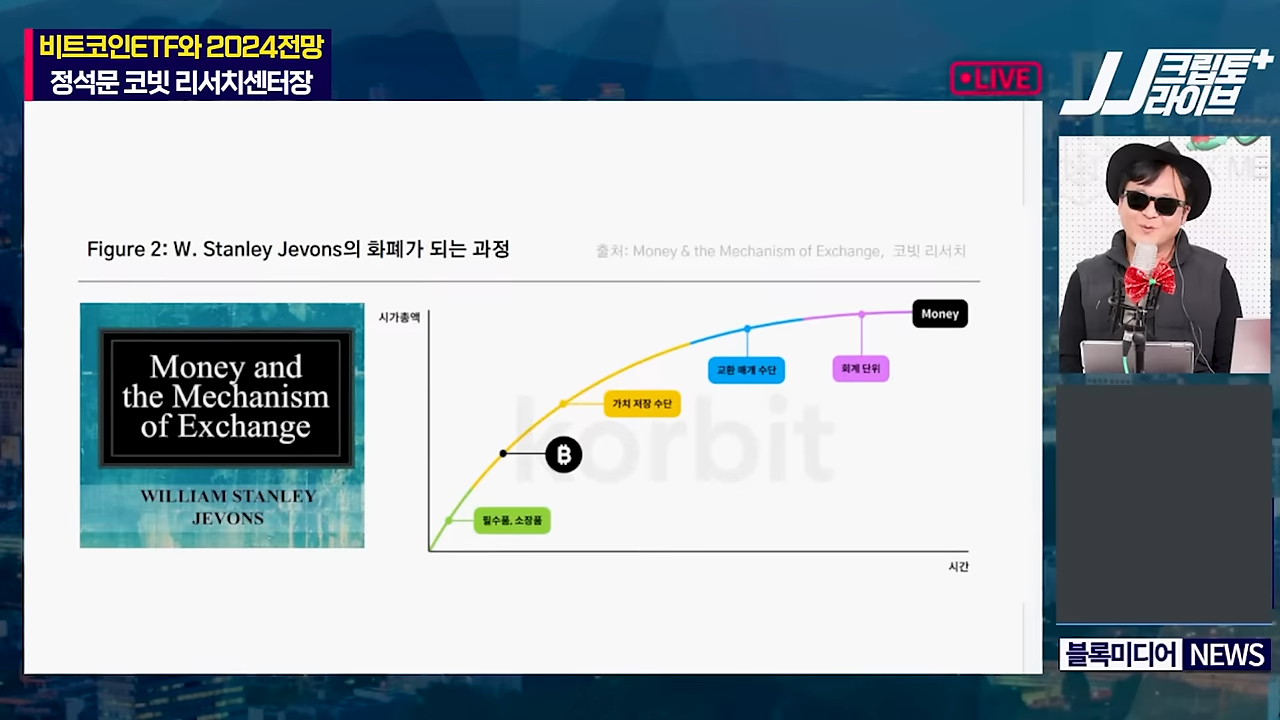 비트코인ETF와 2024전망
정석문 코빗 리서치센터장
LIVE
JJ 크립토+
라이브
Figure 2: W. Stanley Jevons의 화폐가 되는 과정
출처: Money & the Mechanism of Exchange, 코빗 리서치
Money and
the Mechanism
of Exchange
WILLIAM STANLEY
JEVONS
시가총액
Money
교환 매개 수단
회계 단위
가치 저장 수단
korbit
필수품, 소장품
시간
블록미디어 NEWS